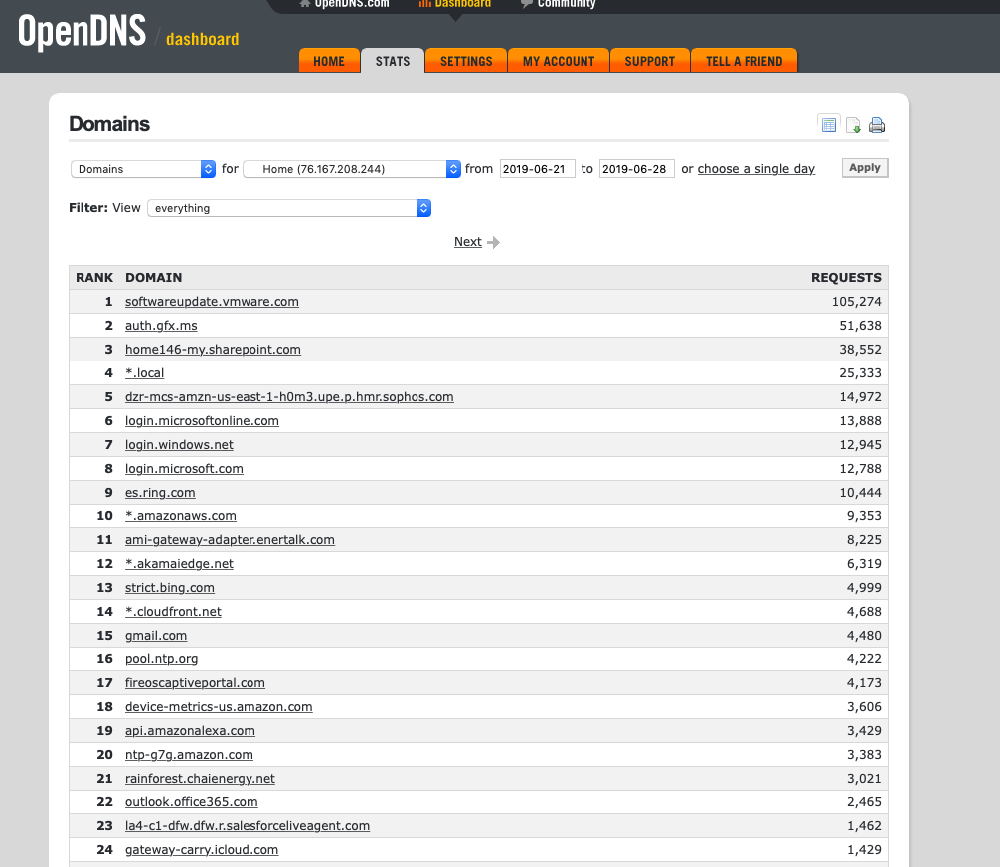 OpenDNS.com Dashboard Community
OpenDNS / dashboard
HOME STATS SETTINGS MY ACCOUNT SUPPORT TELL A FRIEND
Domains
Domains for Home (76.167.208.244) from 2019-06-21 to 2019-06-28 or choose a single day Apply
Filter: View everything
Next
RANK DOMAIN REQUESTS
1 softwareupdate.vmware.com 105,274
2 auth.gfx.ms 51,638
3 home146-my.sharepoint.com 38,552
4 *.local 25,333
5 dzr-mcs-amzn-us-east-1-h0m3.upe.p.hmr.sophos.com 14,972
6 login.microsoftonline.com 13,888
7 login.windows.net 12,945
8 login.microsoft.com 12,788
9 es.ring.com 10,444
10 *.amazonaws.com 9,353
11 ami-gateway-adapter.enertalk.com 8,225
12 *.akamaiedge.net 6,319
13 strict.bing.com 4,999
14 *.cloudfront.net 4,688
15 gmail.com 4,480
16 pool.ntp.org 4,222
17 fireoscaptiveportal.com 4,173
18 device-metrics-us.amazon.com 3,606
19 api.amazonalexa.com 3,429
20 ntp-g7g.amazon.com 3,383
21 rainforest.chaienergy.net 3,021
22 outlook.office365.com 2,465
23 la4-c1-dfw.dfw.r.salesforceliveagent.com 1,462
24 gateway-carry.icloud.com 1,429